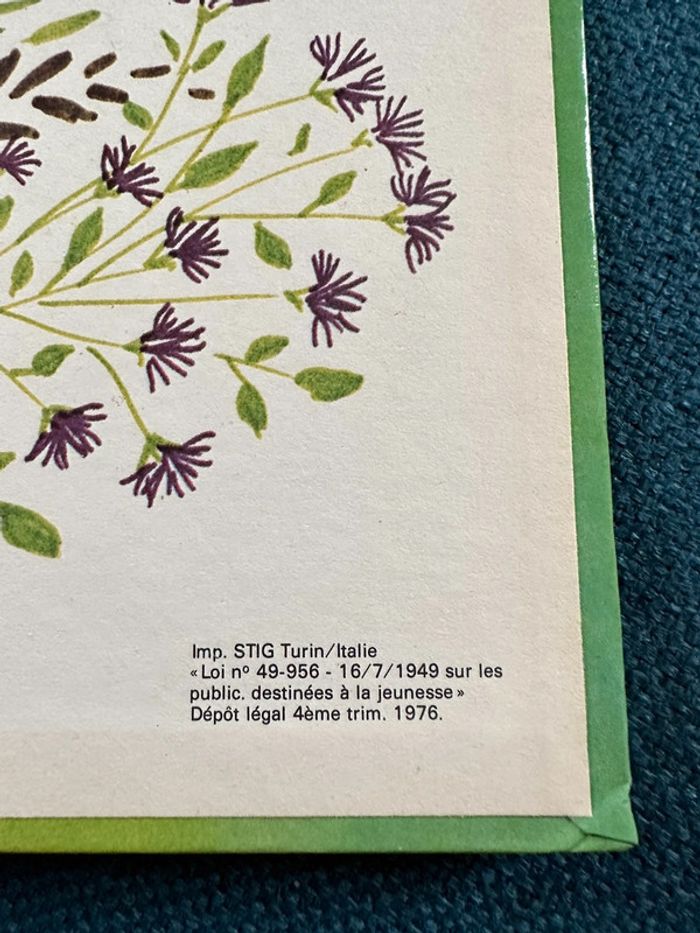 Imp. STIG Turin/Italie
«Loi nº 49-956 - 16/7/1949 sur les
public. destinées à la jeunesse»
Dépôt légal 4ème trim. 1976.